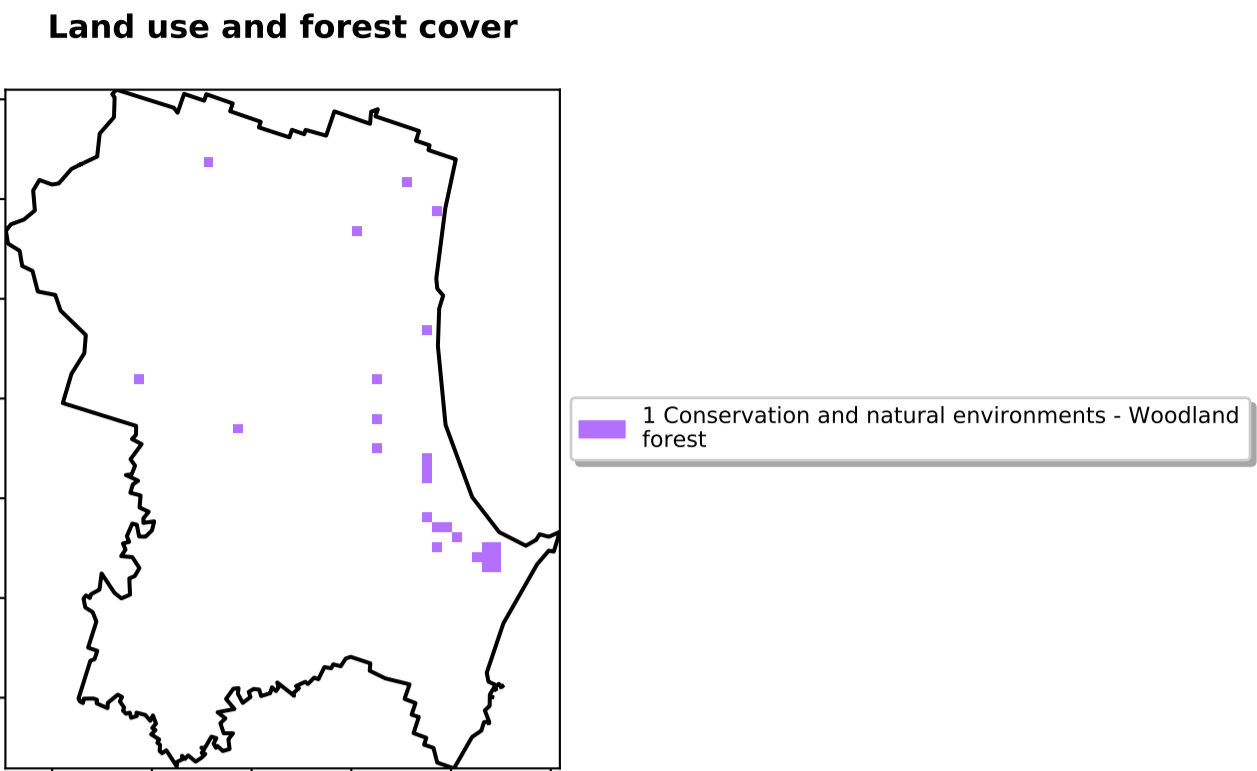 Land use and forest cover
1 Conservation and natural environments - Woodland
forest